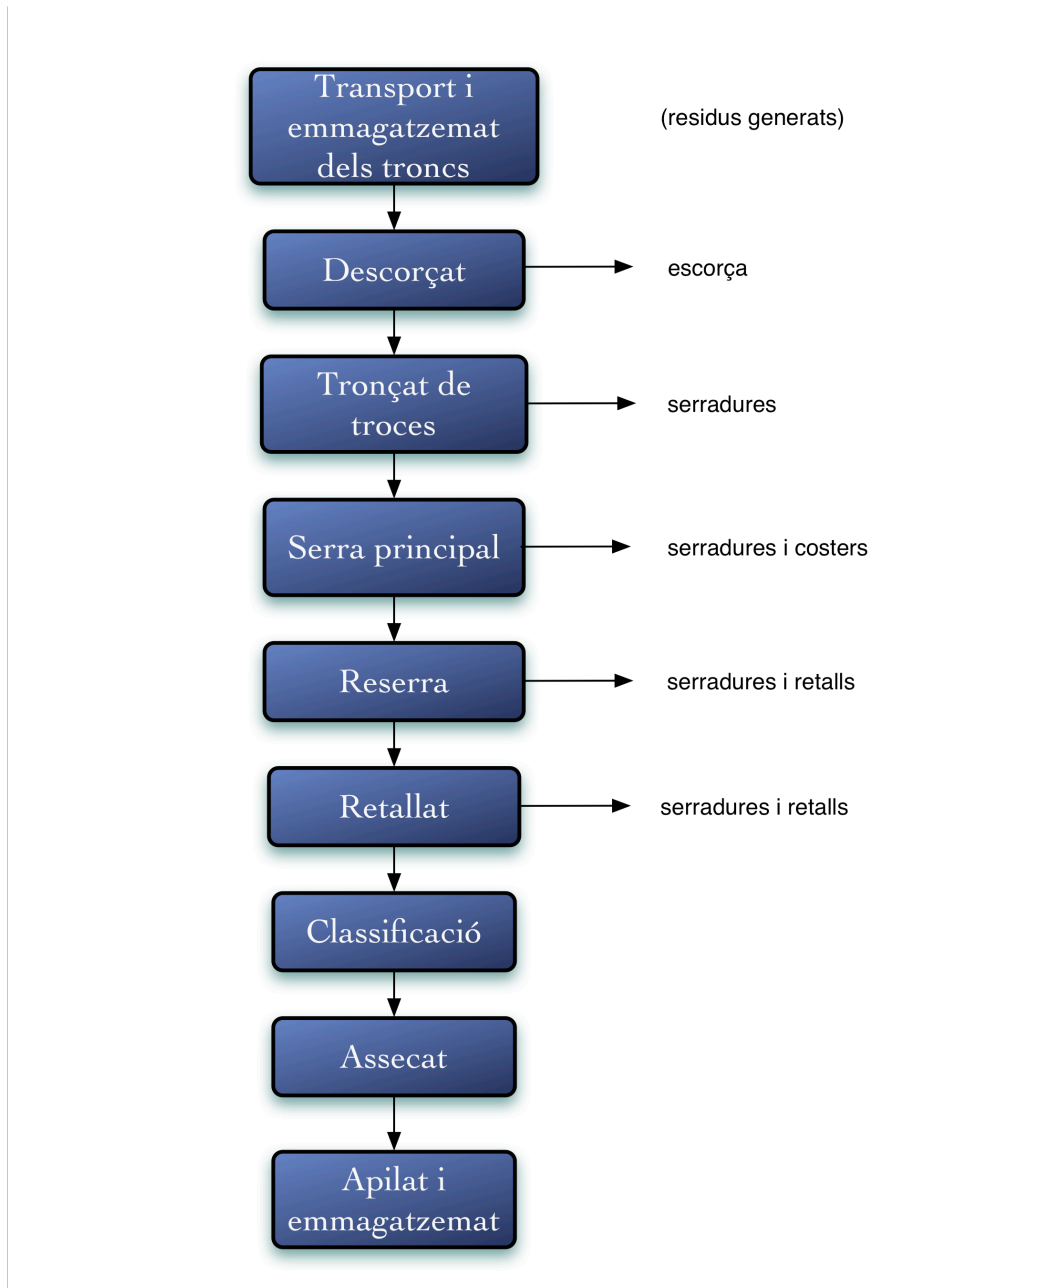 Transport i
emmagatzemat
dels troncs
(residus generats)
Descorçat
escorça
Tronçat de
troces
serradures
Serra principal
serradures i costers
Reserra
serradures i retalls
Retallat
serradures i retalls
Classificació
Assecat
Apilat i
emmagatzemat